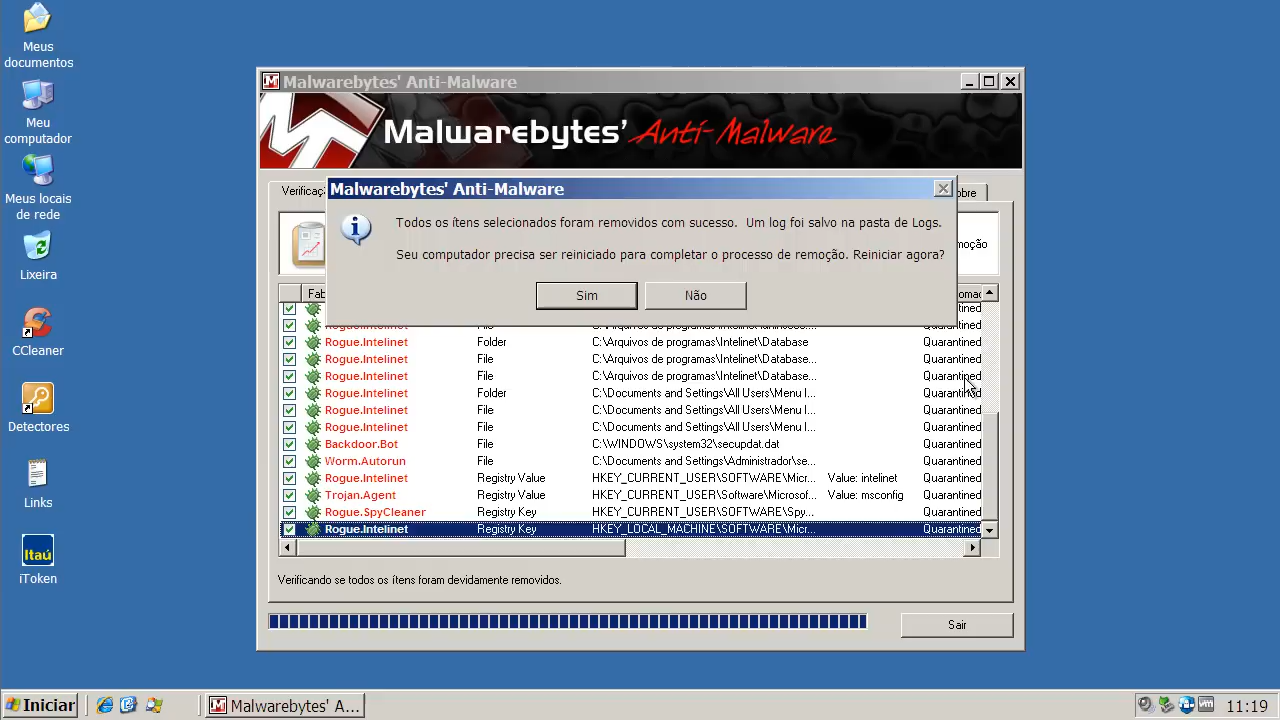 Meus
documentos
Meu
computador
Meus locais
de rede
Lixeira
CCleaner
Detectores
Links
Itaú
iToken
Malwarebytes' Anti-Malware
Malwarebytes' Anti-Malware
Malwarebytes' Anti-Malware
Todos os ítens selecionados foram removidos com sucesso. Um log foi salvo na pasta de Logs.
Seu computador precisa ser reiniciado para completar o processo de remoção. Reiniciar agora?
Sim Não
Rogue.Intelinet Folder C:\Arquivos de programas\Intelinet\Database Quarantined
Rogue.Intelinet File C:\Arquivos de programas\Intelinet\Database... Quarantined
Rogue.Intelinet File C:\Arquivos de programas\Intelinet\Database... Quarantined
Rogue.Intelinet Folder C:\Documents and Settings\All Users\Menu I... Quarantined
Rogue.Intelinet File C:\Documents and Settings\All Users\Menu I... Quarantined
Rogue.Intelinet File C:\Documents and Settings\All Users\Menu I... Quarantined
Backdoor.Bot File C:\WINDOWS\system32\secupdat.dat Quarantined
Worm.Autorun File C:\Documents and Settings\Administrador\se... Quarantined
Rogue.Intelinet Registry Value HKEY_CURRENT_USER\SOFTWARE\Micr... Value: intelinet Quarantined
Trojan.Agent Registry Value HKEY_CURRENT_USER\Software\Microsof... Value: msconfig Quarantined
Rogue.SpyCleaner Registry Key HKEY_CURRENT_USER\SOFTWARE\Spy... Quarantined
Rogue.Intelinet Registry Key HKEY_LOCAL_MACHINE\SOFTWARE\Micr... Quarantined
Verificando se todos os ítens foram devidamente removidos.
Sair
Iniciar Malwarebytes' A... vm 11:19